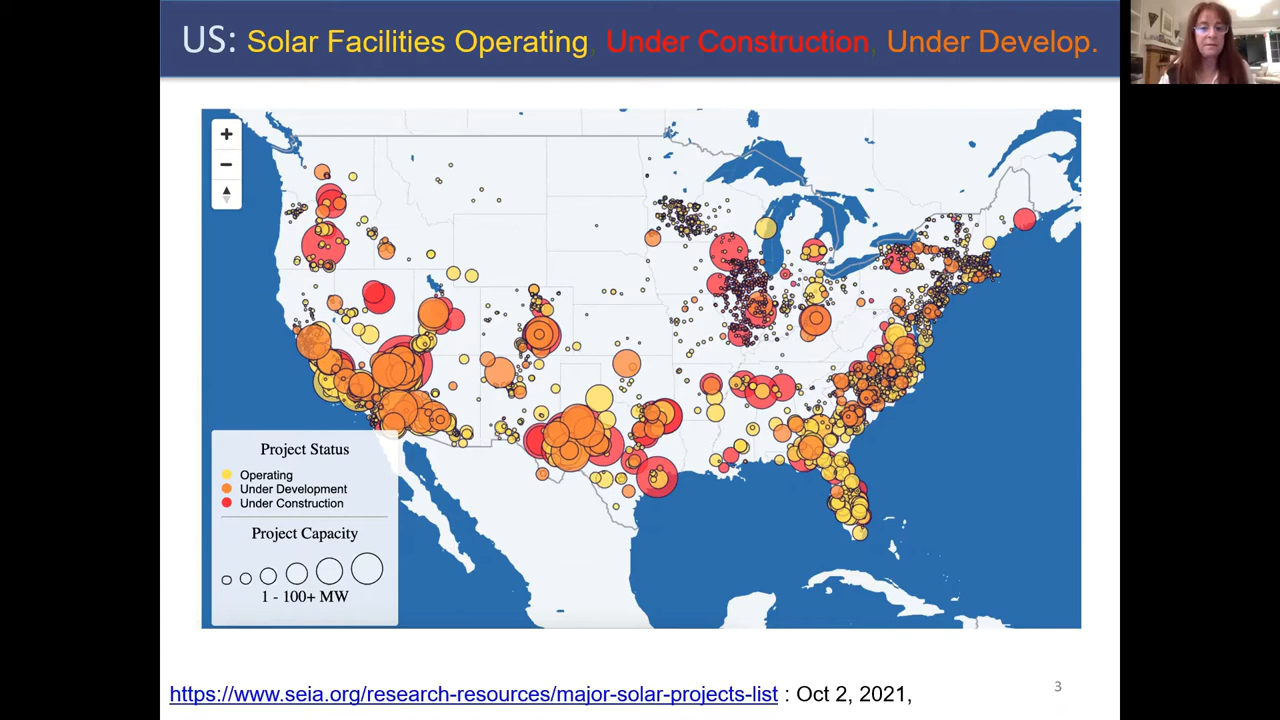 US: Solar Facilities Operating, Under Construction, Under Develop.
Project Status
Operating
Under Development
Under Construction
Project Capacity
1 - 100+ MW
https://www.seia.org/research-resources/major-solar-projects-list : Oct 2, 2021,
3